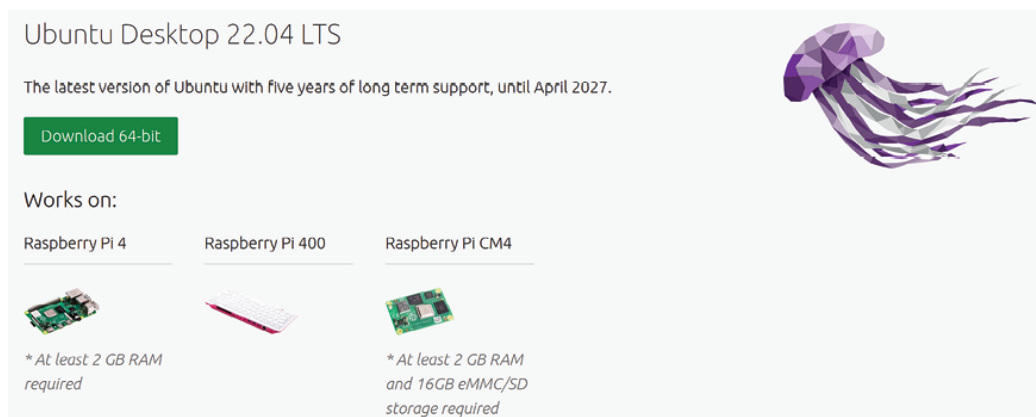 Ubuntu Desktop 22.04 LTS
The latest version of Ubuntu with five years of long term support, until April 2027.
Download 64-bit
Works on:
Raspberry Pi 4
Raspberry Pi 400
Raspberry Pi CM4
* At least 2 GB RAM
required
* At least 2 GB RAM
and 16GB eMMC/SD
storage required